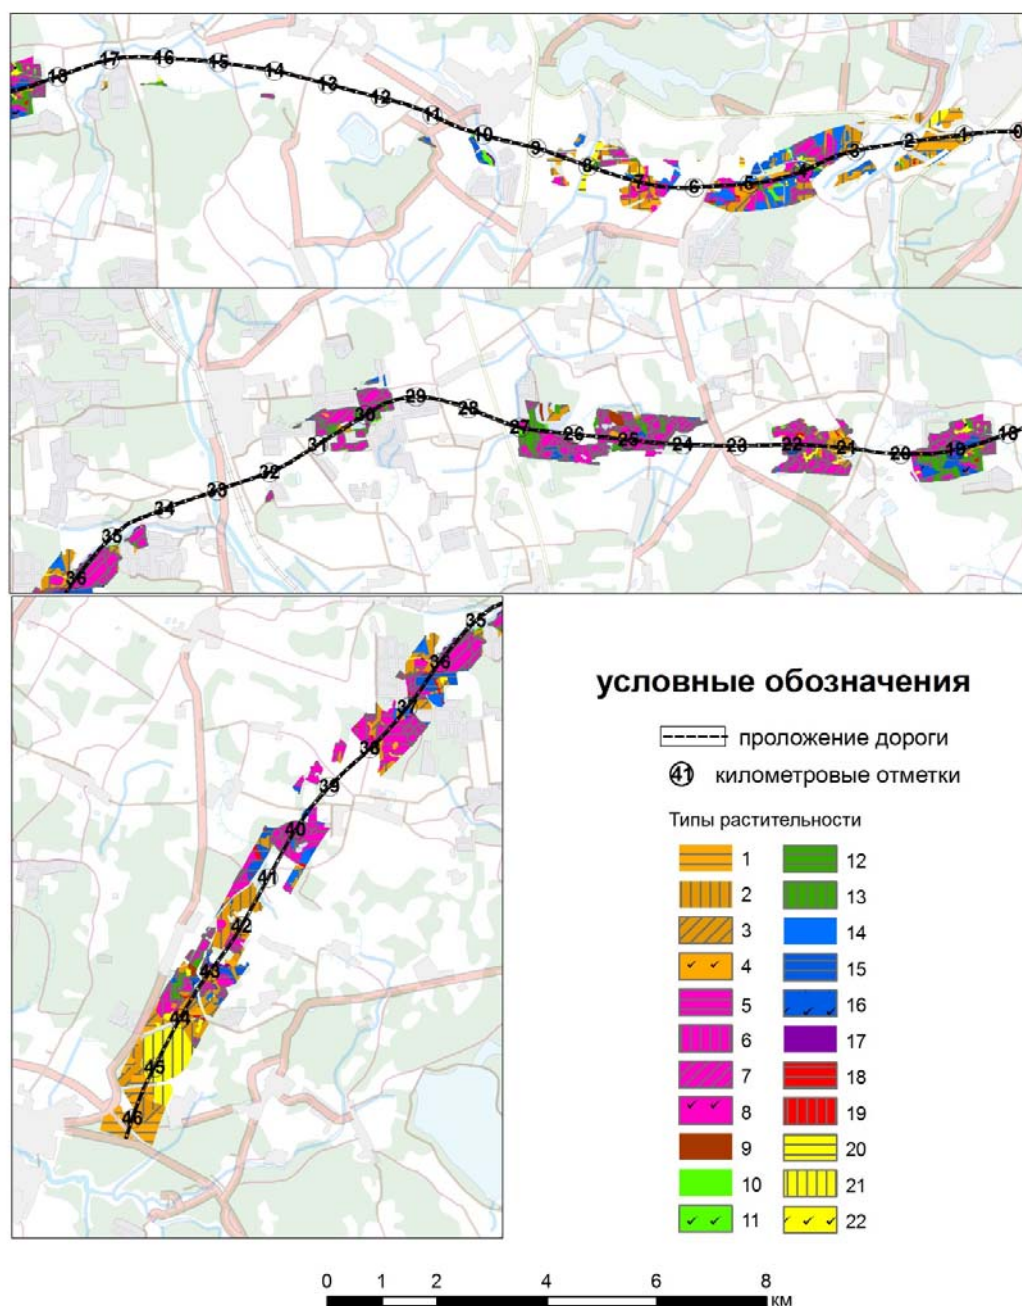 18 17 16 15 14 13 12 11 10 9 8 7 6 5 4 3 2 1 0
36 35 34 33 32 31 30 29 28 27 26 25 24 23 22 21 20 19 18
35
36
37
38
39
40
41
42
43
44
45
46
условные обозначения
проложение дороги
41 километровые отметки
Типы растительности
1 12
2 13
3 14
4 15
5 16
6 17
7 18
8 19
9 20
10 21
11 22
0 1 2 4 6 8
км